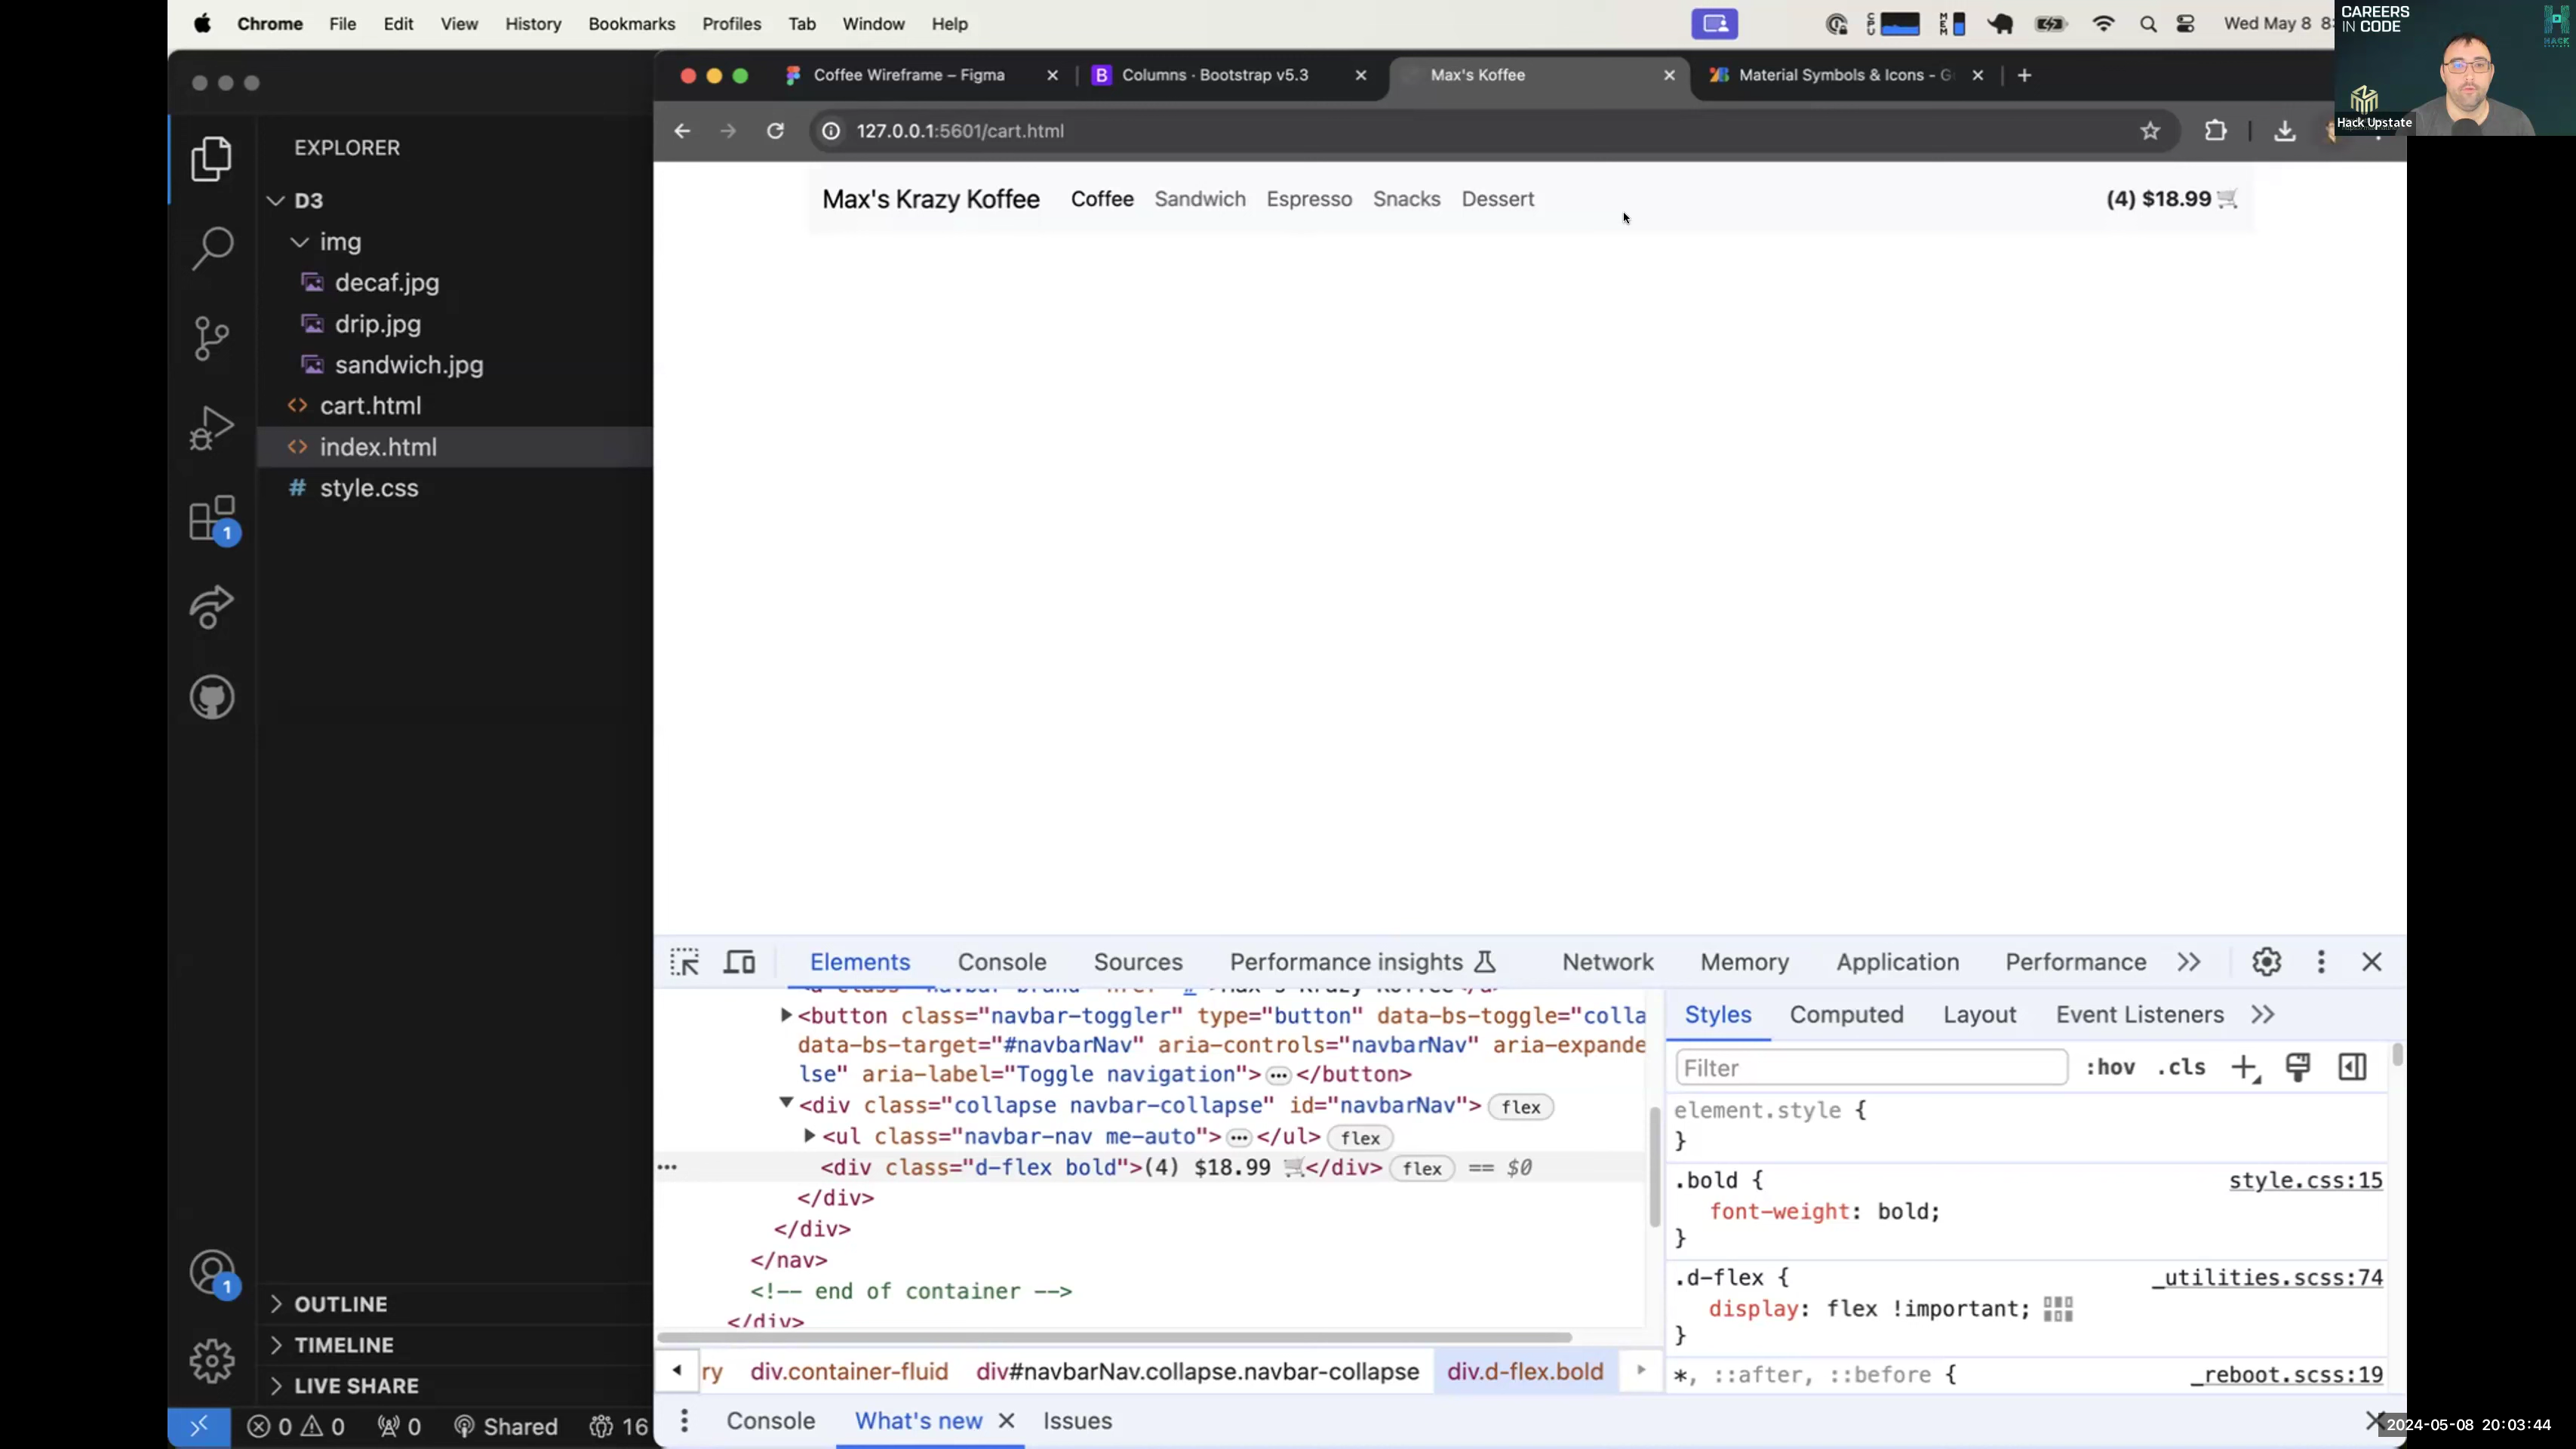 Chrome File Edit View History Bookmarks Profiles Tab Window Help
CPU MEM Wed May 8 8
CAREERS
IN CODE
HACK
Hack Upstate
Coffee Wireframe – Figma
Columns · Bootstrap v5.3
Max's Koffee
Material Symbols & Icons - G
127.0.0.1:5601/cart.html
EXPLORER
D3
img
decaf.jpg
drip.jpg
sandwich.jpg
cart.html
index.html
# style.css
1
1
OUTLINE
TIMELINE
LIVE SHARE
0 0 0 Shared 16
Max's Krazy Koffee Coffee Sandwich Espresso Snacks Dessert (4) $18.99
Elements Console Sources Performance insights Network Memory Application Performance
<button class="navbar-toggler" type="button" data-bs-toggle="colla
data-bs-target="#navbarNav" aria-controls="navbarNav" aria-expande
lse" aria-label="Toggle navigation">…</button>
<div class="collapse navbar-collapse" id="navbarNav"> flex
<ul class="navbar-nav me-auto">…</ul> flex
… <div class="d-flex bold">(4) $18.99 🛒</div> flex == $0
</div>
</div>
</nav>
<!-- end of container -->
</div>
ry div.container-fluid div#navbarNav.collapse.navbar-collapse div.d-flex.bold
Styles Computed Layout Event Listeners
Filter :hov .cls
element.style {
}
.bold { style.css:15
font-weight: bold;
}
.d-flex { _utilities.scss:74
display: flex !important;
}
*, ::after, ::before { _reboot.scss:19
Console What's new Issues
2024-05-08 20:03:44